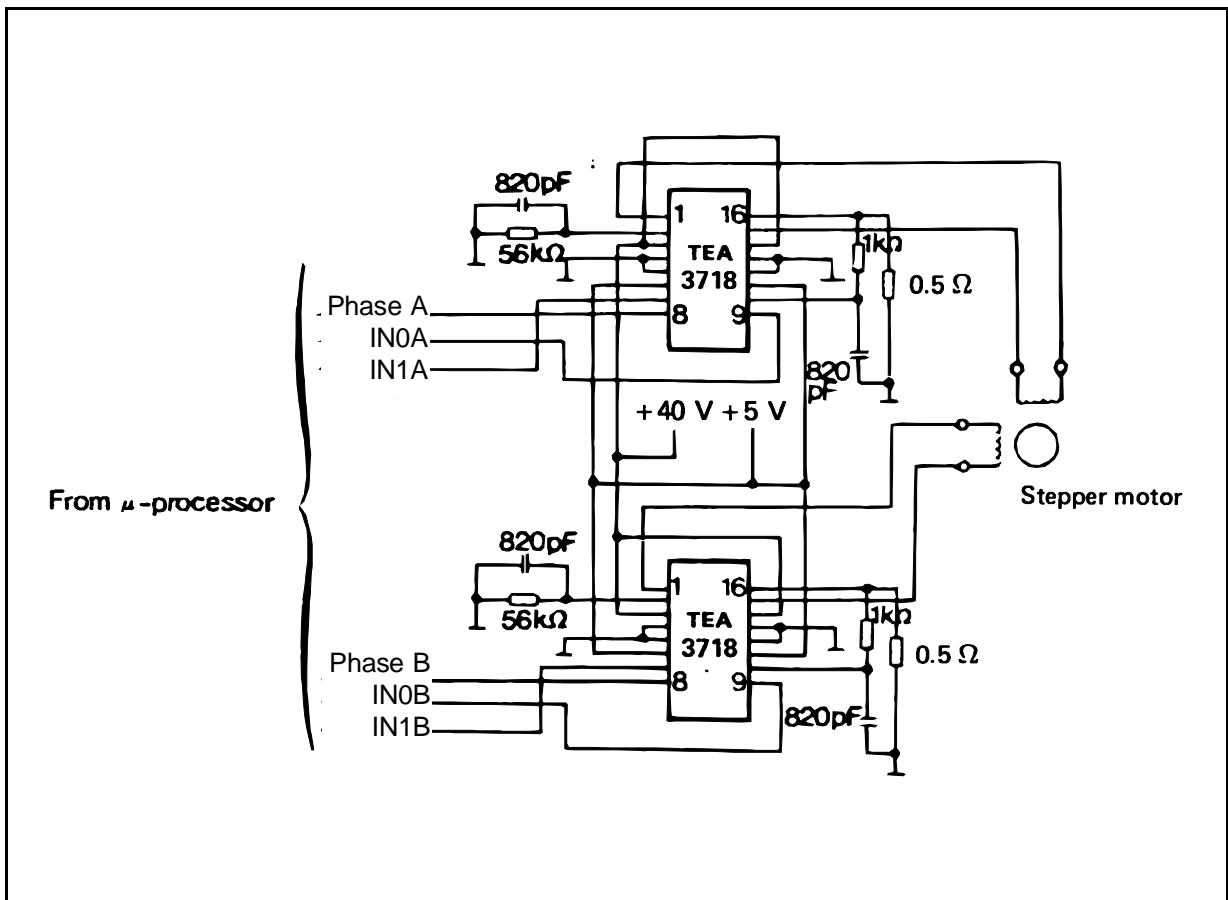 820pF
56kΩ
1 16
TEA
3718
8 9
1kΩ
0.5 Ω
820
pF
Phase A
IN0A
IN1A
+40 V +5 V
From μ-processor
Stepper motor
820pF
56kΩ
1 16
TEA
3718
8 9
1kΩ
0.5 Ω
820pF
Phase B
IN0B
IN1B